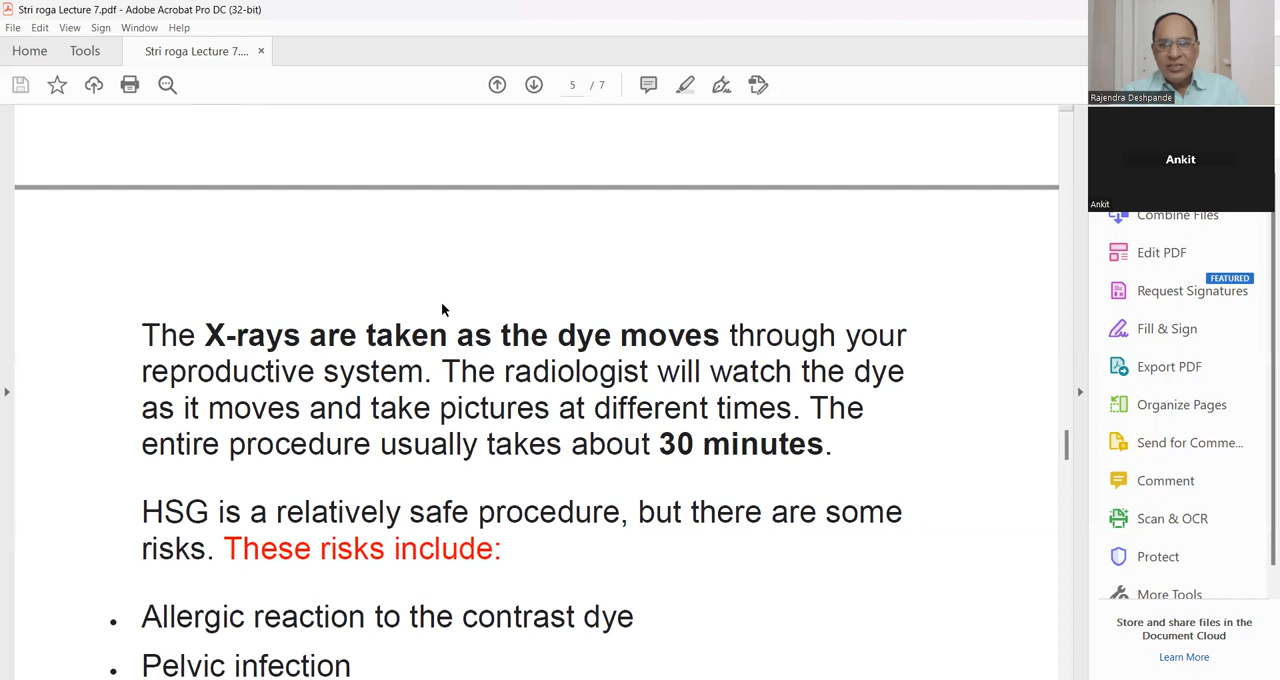 Stri roga Lecture 7.pdf - Adobe Acrobat Pro DC (32-bit)
File Edit View Sign Window Help
Home Tools Stri roga Lecture 7.... ×
5 / 7
Rajendra Deshpande
Ankit
Ankit
Combine Files
Edit PDF
FEATURED
Request Signatures
Fill & Sign
Export PDF
Organize Pages
Send for Comme...
Comment
Scan & OCR
Protect
More Tools
Store and share files in the
Document Cloud
Learn More
The X-rays are taken as the dye moves through your
reproductive system. The radiologist will watch the dye
as it moves and take pictures at different times. The
entire procedure usually takes about 30 minutes.
HSG is a relatively safe procedure, but there are some
risks. These risks include:
• Allergic reaction to the contrast dye
• Pelvic infection